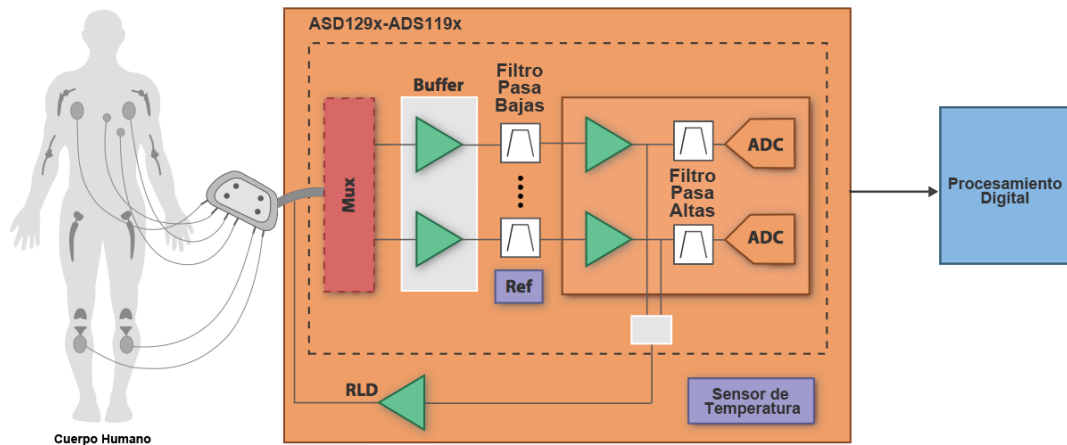 ASD129x-ADS119x
Buffer
Filtro
Pasa
Bajas
Mux
ADC
Filtro
Pasa
Altas
ADC
Ref
RLD
Sensor de
Temperatura
Procesamiento
Digital
Cuerpo Humano